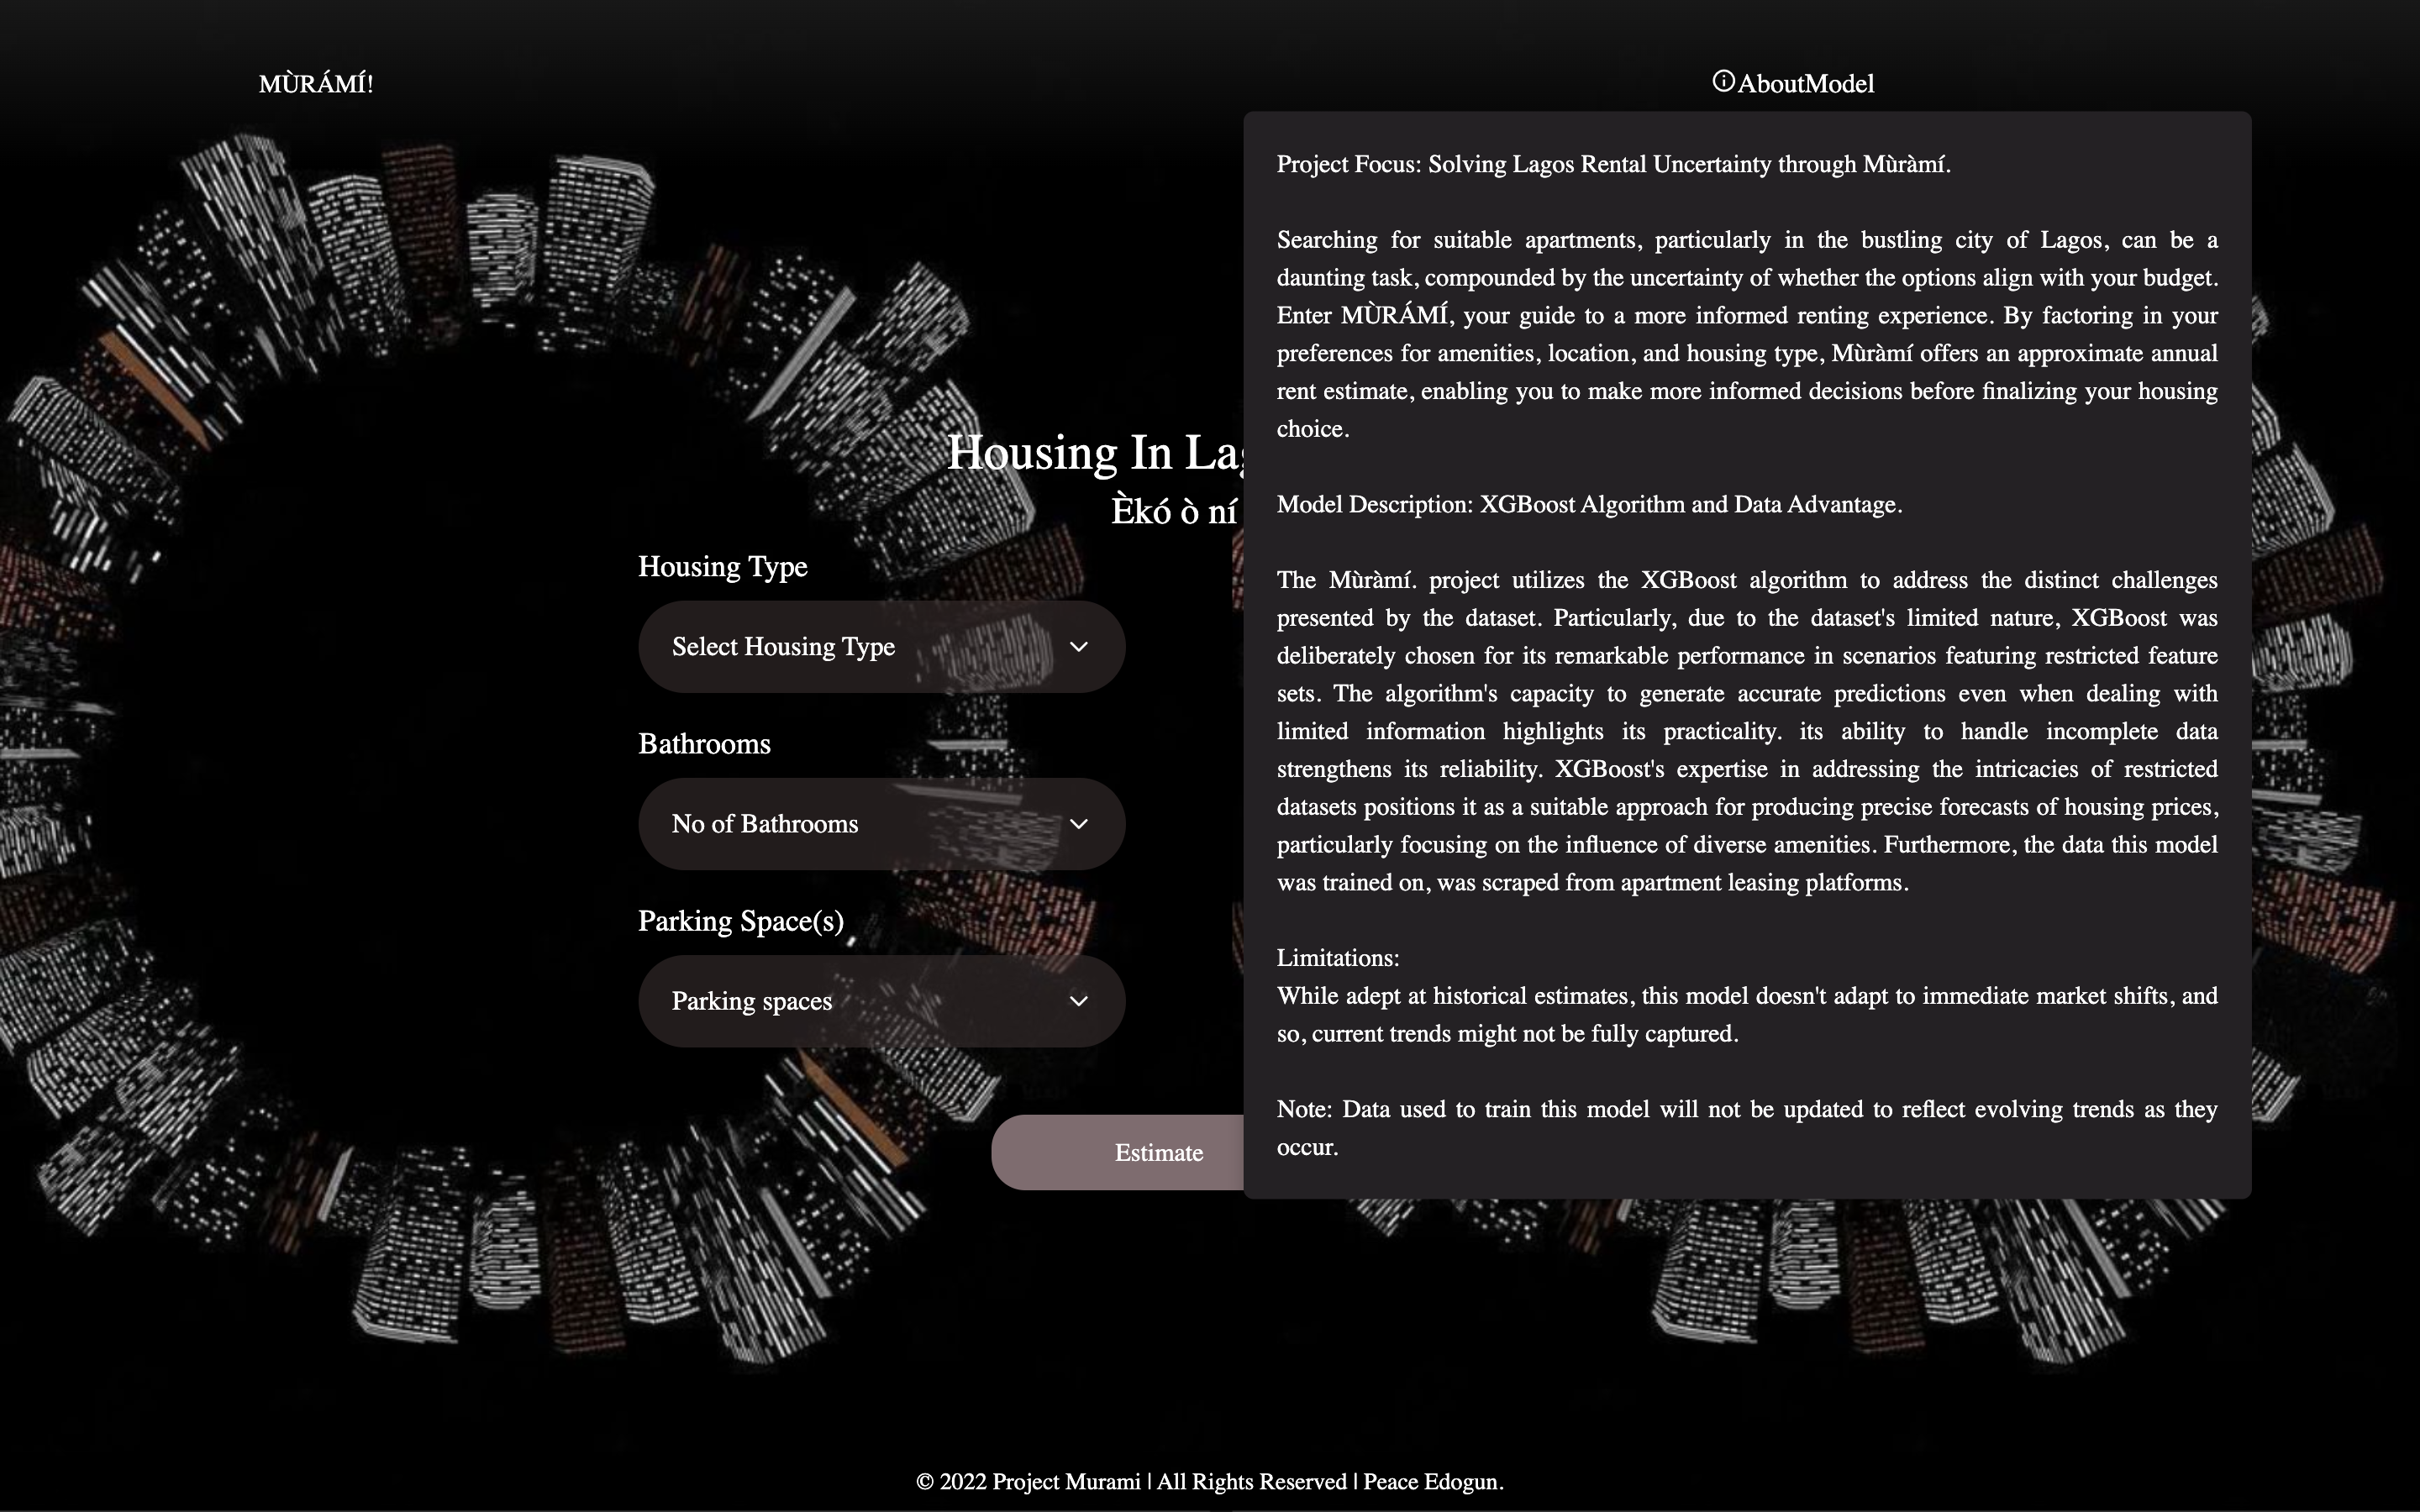 MÙRÁMÍ!
AboutModel
Project Focus: Solving Lagos Rental Uncertainty through Mùràmí.
Searching for suitable apartments, particularly in the bustling city of Lagos, can be a
daunting task, compounded by the uncertainty of whether the options align with your budget.
Enter MÙRÁMÍ, your guide to a more informed renting experience. By factoring in your
preferences for amenities, location, and housing type, Mùràmí offers an approximate annual
rent estimate, enabling you to make more informed decisions before finalizing your housing
choice.
Model Description: XGBoost Algorithm and Data Advantage.
The Mùràmí. project utilizes the XGBoost algorithm to address the distinct challenges
presented by the dataset. Particularly, due to the dataset's limited nature, XGBoost was
deliberately chosen for its remarkable performance in scenarios featuring restricted feature
sets. The algorithm's capacity to generate accurate predictions even when dealing with
limited information highlights its practicality. its ability to handle incomplete data
strengthens its reliability. XGBoost's expertise in addressing the intricacies of restricted
datasets positions it as a suitable approach for producing precise forecasts of housing prices,
particularly focusing on the influence of diverse amenities. Furthermore, the data this model
was trained on, was scraped from apartment leasing platforms.
Limitations:
While adept at historical estimates, this model doesn't adapt to immediate market shifts, and
so, current trends might not be fully captured.
Note: Data used to train this model will not be updated to reflect evolving trends as they
occur.
Housing In
Èkó ò ní
Housing Type
Select Housing Type
Bathrooms
No of Bathrooms
Parking Space(s)
Parking spaces
Estimate
© 2022 Project Murami | All Rights Reserved | Peace Edogun.